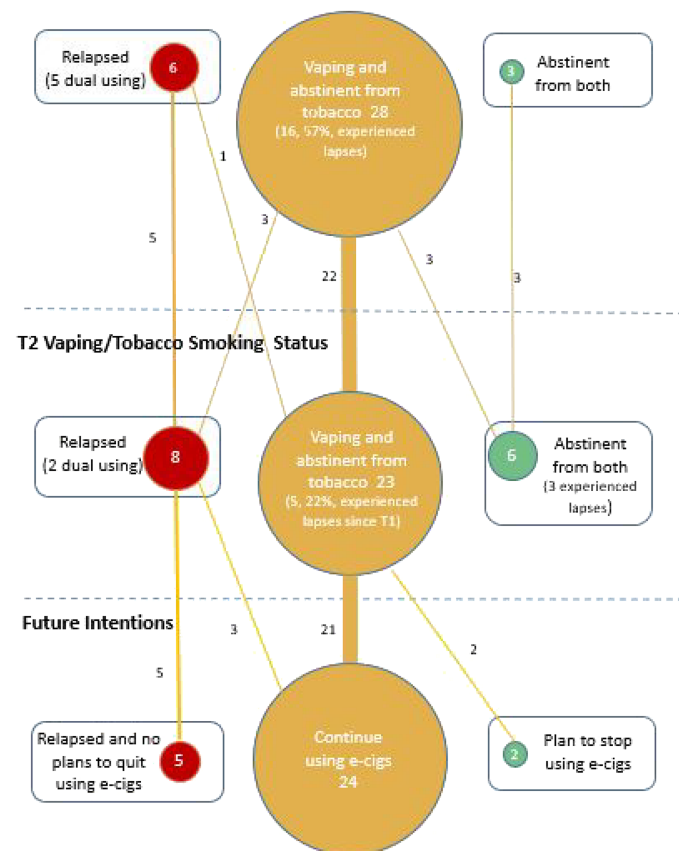 Relapsed
(5 dual using)
6
Vaping and
abstinent from
tobacco 28
(16, 57%, experienced
lapses)
3
Abstinent
from both
1
3
5
22
3
3
T2 Vaping/Tobacco Smoking Status
Relapsed
(2 dual using)
8
Vaping and
abstinent from
tobacco 23
(5, 22%, experienced
lapses since T1)
6
Abstinent
from both
(3 experienced
lapses)
Future Intentions
3
21
2
5
Relapsed and no
plans to quit
using e-cigs
5
Continue
using e-cigs
24
2
Plan to stop
using e-cigs